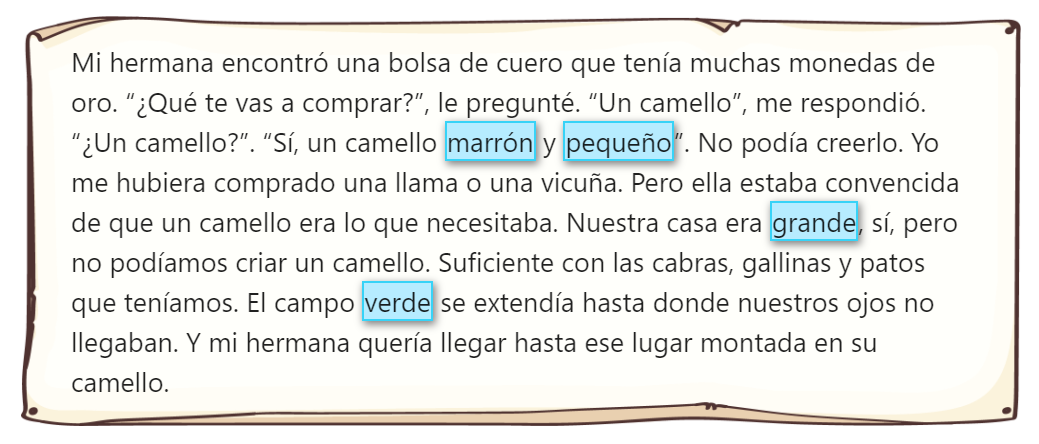 Mi hermana encontró una bolsa de cuero que tenía muchas monedas de
oro. “¿Qué te vas a comprar?”, le pregunté. “Un camello”, me respondió.
“¿Un camello?”. “Sí, un camello marrón y pequeño”. No podía creerlo. Yo
me hubiera comprado una llama o una vicuña. Pero ella estaba convencida
de que un camello era lo que necesitaba. Nuestra casa era grande, sí, pero
no podíamos criar un camello. Suficiente con las cabras, gallinas y patos
que teníamos. El campo verde se extendía hasta donde nuestros ojos no
llegaban. Y mi hermana quería llegar hasta ese lugar montada en su
camello.